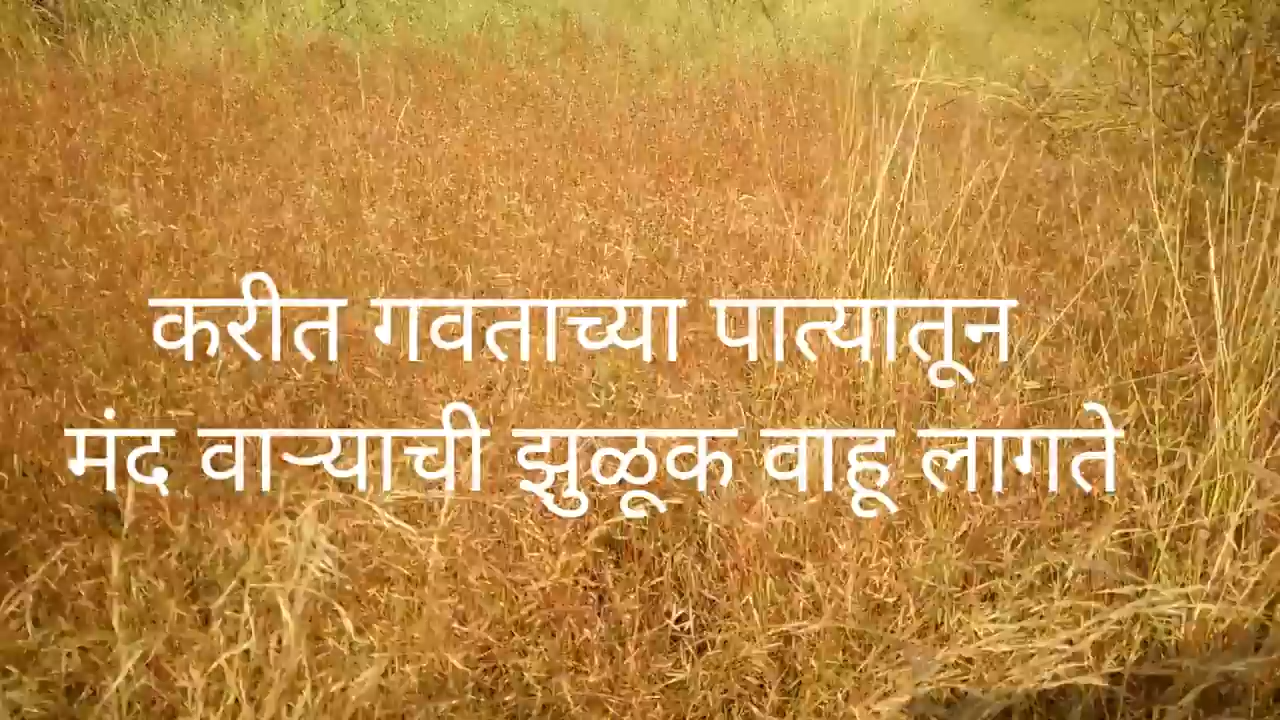 करीत गवताच्या पात्यातून
मंद वाऱ्याची झुळूक वाहू लागते